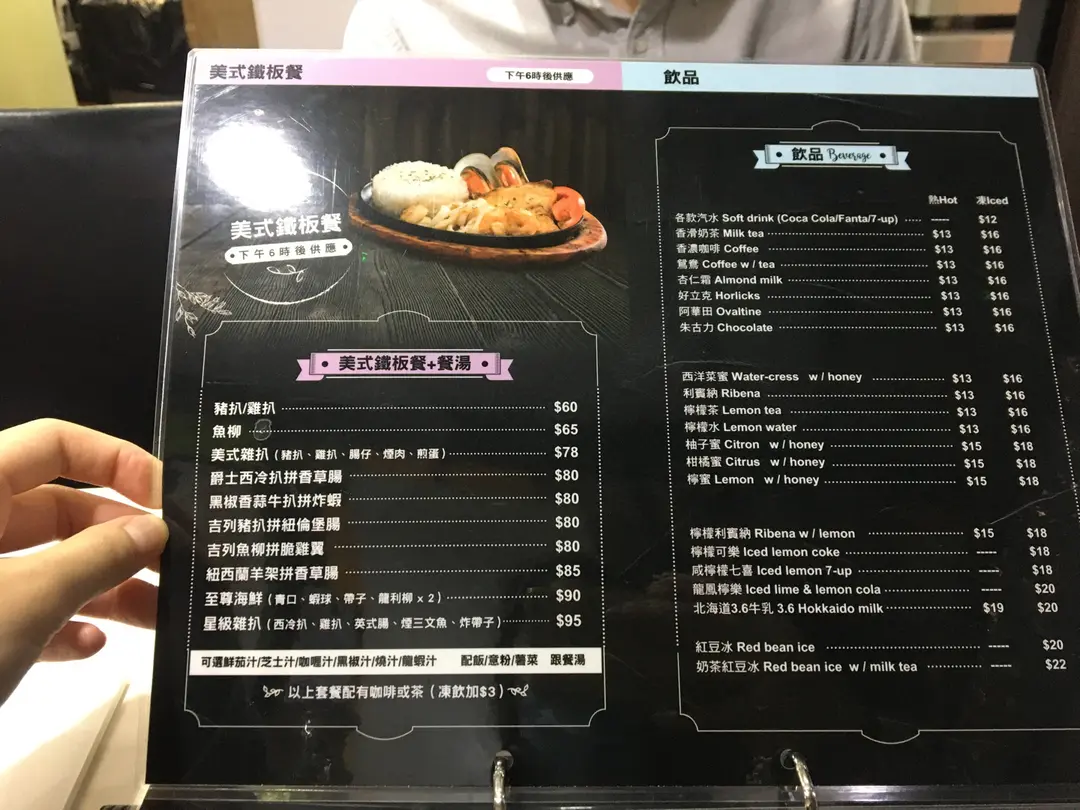 美式鐵板餐
下午6時後供應
飲品
美式鐵板餐
下午6時後供應
美式鐵板餐+餐湯
豬扒/雞扒 $60
魚柳 $65
美式雜扒(豬扒、雞扒、腸仔、煙肉、煎蛋) $78
爵士西冷扒拼香草腸 $80
黑椒香蒜牛扒拼炸蝦 $80
吉列豬扒拼紐倫堡腸 $80
吉列魚柳拼脆雞翼 $80
紐西蘭羊架拼香草腸 $85
至尊海鮮(青口、蝦球、帶子、龍利柳 x 2) $90
星級雜扒(西冷扒、雞扒、英式腸、煙三文魚、炸帶子) $95
可選鮮茄汁/芝士汁/咖喱汁/黑椒汁/燒汁/龍蝦汁 配飯/意粉/薯菜 跟餐湯
以上套餐配有咖啡或茶(凍飲加$3)
飲品 Beverage
熱Hot 凍Iced
各款汽水 Soft drink (Coca Cola/Fanta/7-up) ----- $12
香滑奶茶 Milk tea $13 $16
香濃咖啡 Coffee $13 $16
鴛鴦 Coffee w / tea $13 $16
杏仁霜 Almond milk $13 $16
好立克 Horlicks $13 $16
阿華田 Ovaltine $13 $16
朱古力 Chocolate $13 $16
西洋菜蜜 Water-cress w / honey $13 $16
利賓納 Ribena $13 $16
檸檬茶 Lemon tea $13 $16
檸檬水 Lemon water $13 $16
柚子蜜 Citron w / honey $15 $18
柑橘蜜 Citrus w / honey $15 $18
檸蜜 Lemon w / honey $15 $18
檸檬利賓納 Ribena w / lemon $15 $18
檸檬可樂 Iced lemon coke ----- $18
咸檸檬七喜 Iced lemon 7-up ----- $18
龍鳳檸樂 Iced lime & lemon cola ----- $20
北海道3.6牛乳 3.6 Hokkaido milk $19 $20
紅豆冰 Red bean ice ----- $20
奶茶紅豆冰 Red bean ice w / milk tea ----- $22